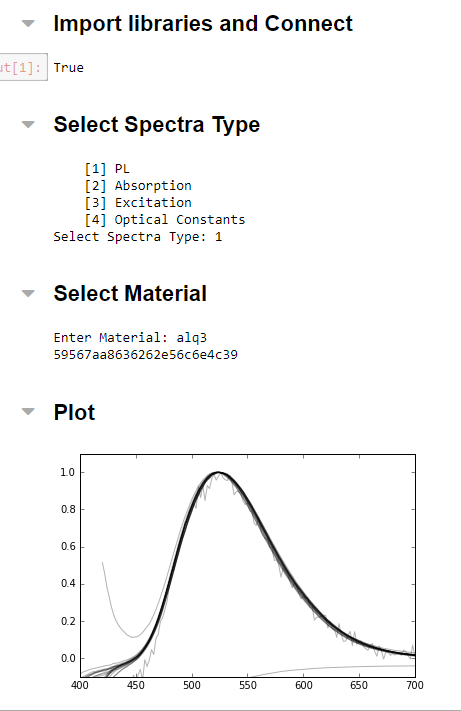 Import libraries and Connect
ut[1]: True
Select Spectra Type
[1] PL
[2] Absorption
[3] Excitation
[4] Optical Constants
Select Spectra Type: 1
Select Material
Enter Material: alq3
59567aa8636262e56c6e4c39
Plot
1.0
0.8
0.6
0.4
0.2
0.0
400 450 500 550 600 650 700